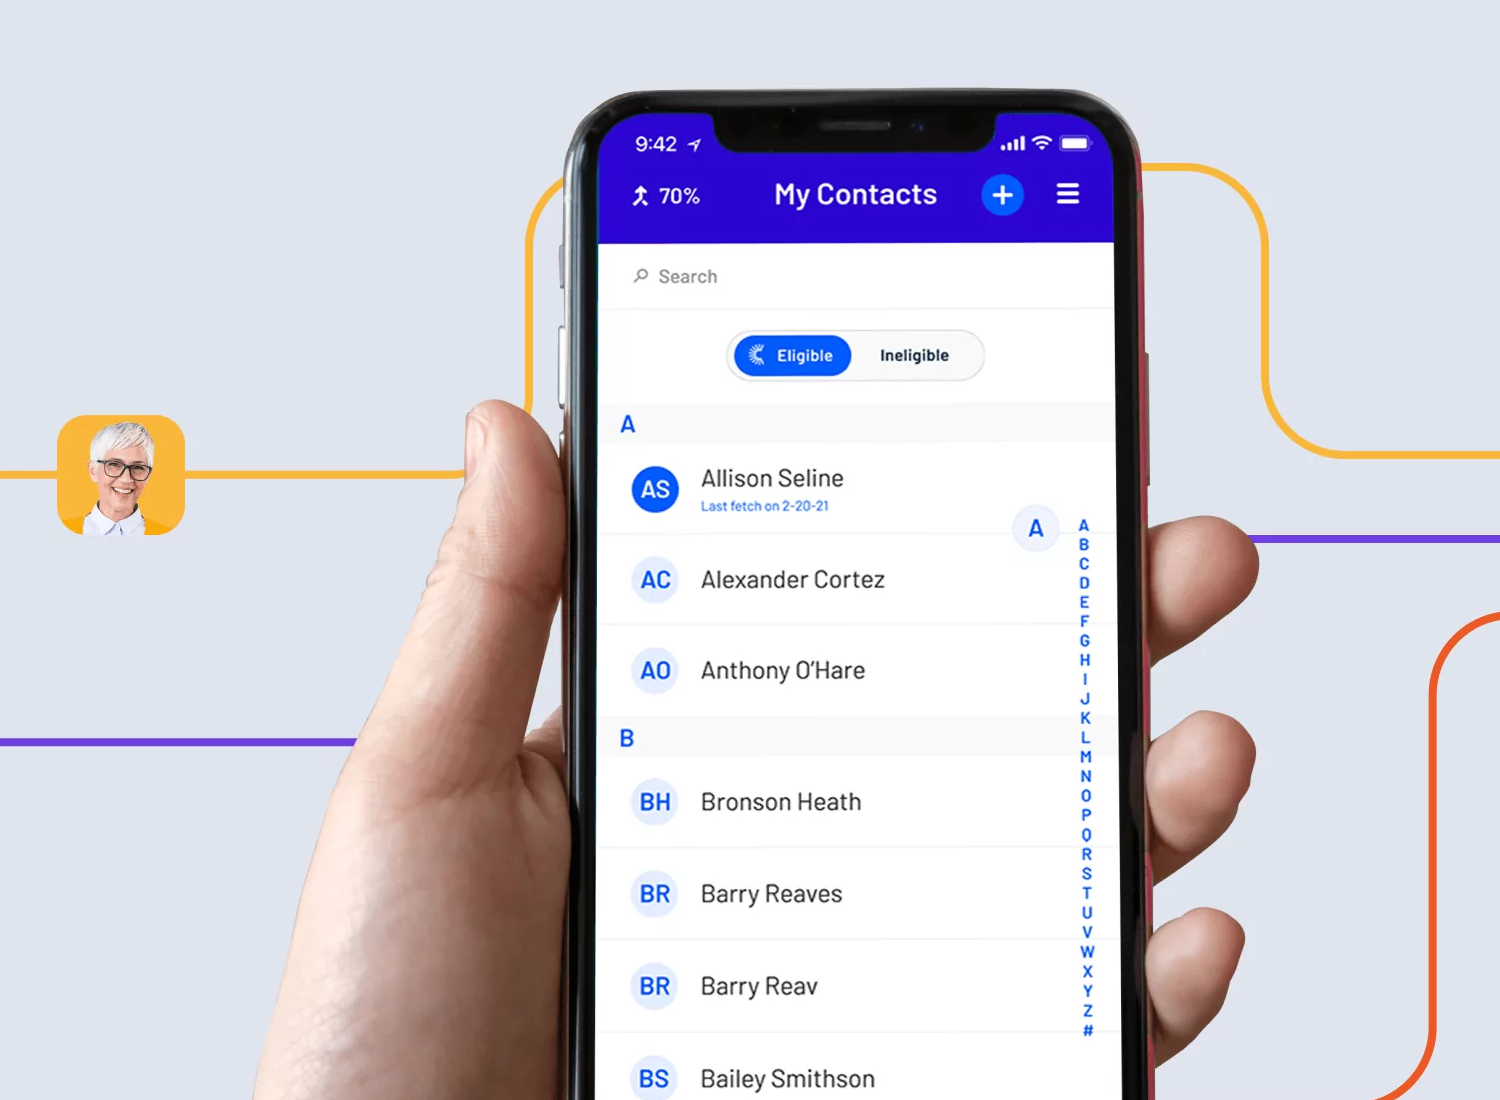 9:42
70%
My Contacts
Search
Eligible
Ineligible
A
AS
Allison Seline
Last fetch on 2-20-21
A
AC
Alexander Cortez
AO
Anthony O'Hare
B
BH
Bronson Heath
BR
Barry Reaves
BR
Barry Reav
BS
Bailey Smithson
A
B
C
D
E
F
G
H
I
J
K
L
M
N
O
P
Q
R
S
T
U
V
W
X
Y
Z
#